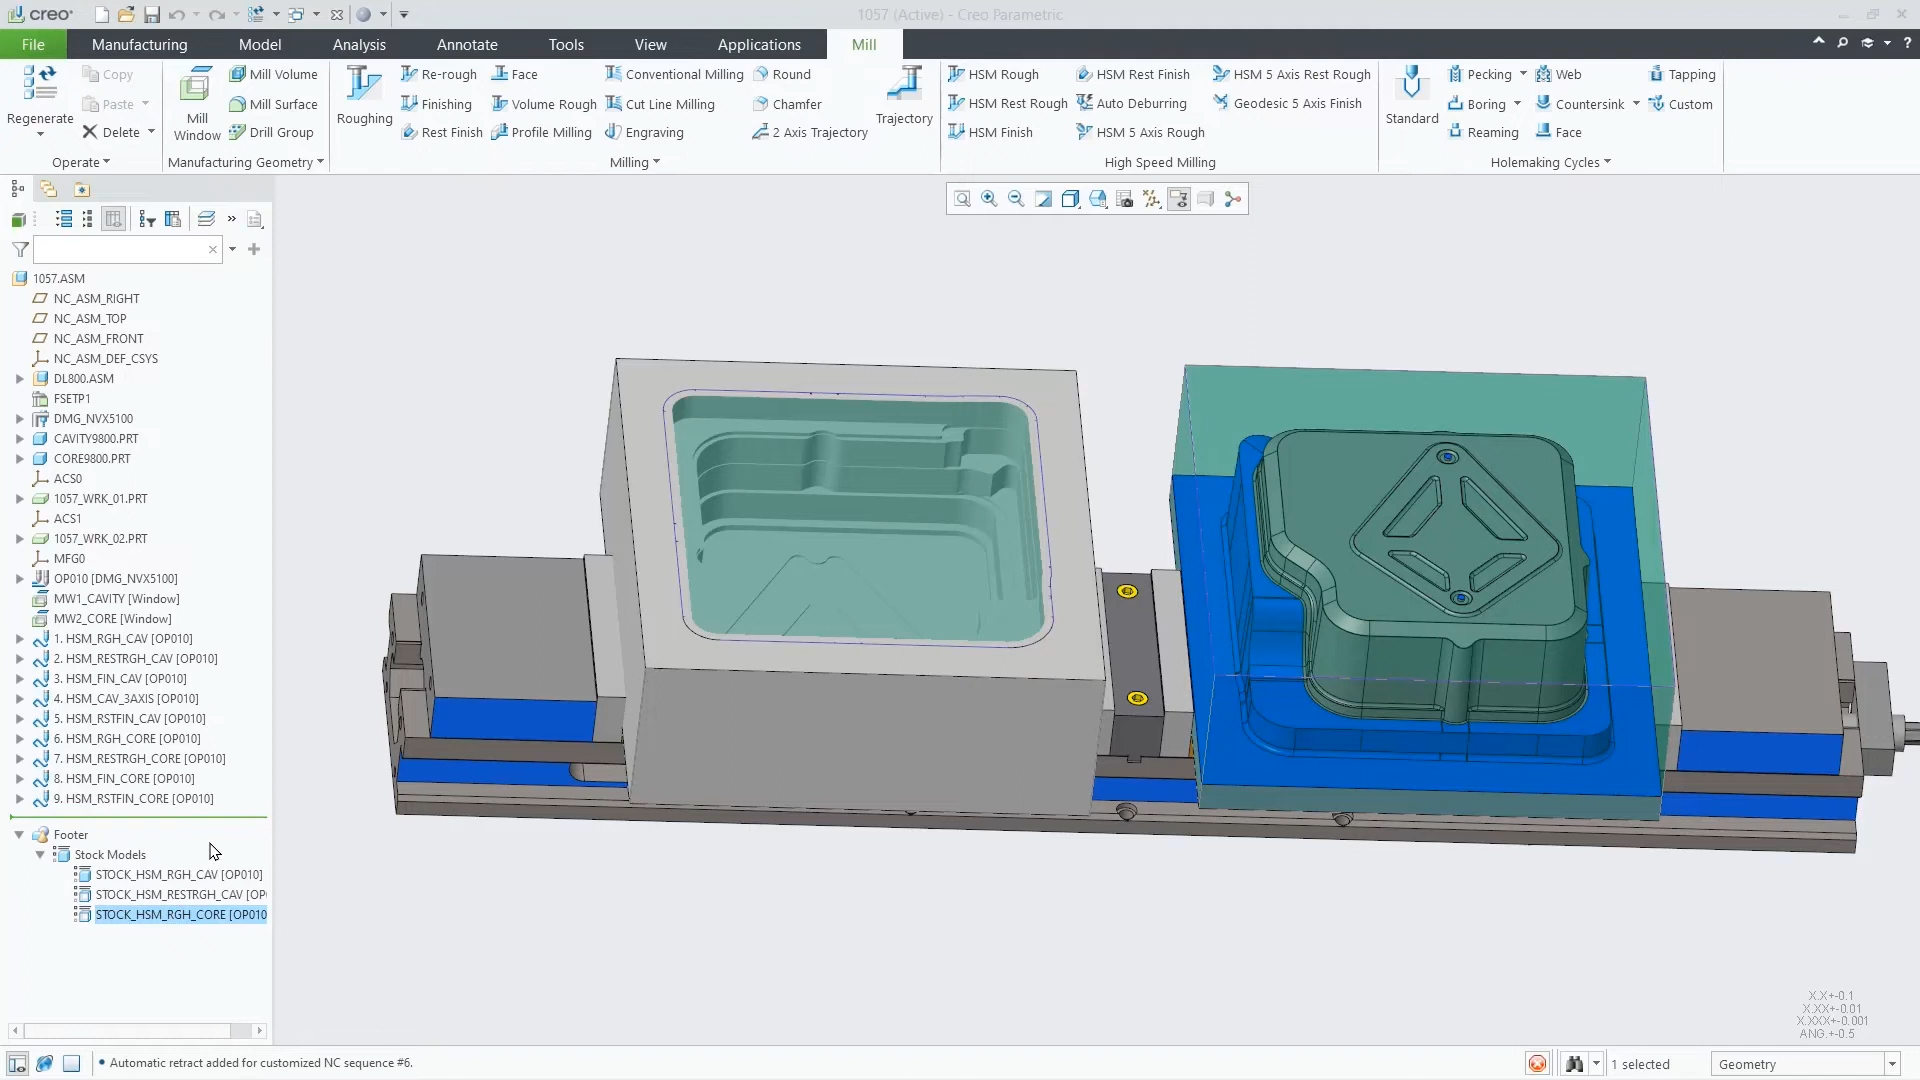 creo
1057 (Active) - Creo Parametric
File
Manufacturing
Model
Analysis
Annotate
Tools
View
Applications
Mill
?
Regenerate
Copy
Paste
Delete
Operate
Mill Window
Mill Volume
Mill Surface
Drill Group
Manufacturing Geometry
Roughing
Re-rough
Finishing
Rest Finish
Face
Volume Rough
Profile Milling
Conventional Milling
Cut Line Milling
Engraving
Round
Chamfer
2 Axis Trajectory
Trajectory
Milling
HSM Rough
HSM Rest Rough
HSM Finish
HSM Rest Finish
Auto Deburring
HSM 5 Axis Rough
HSM 5 Axis Rest Rough
Geodesic 5 Axis Finish
High Speed Milling
Standard
Pecking
Boring
Reaming
Web
Countersink
Face
Tapping
Custom
Holemaking Cycles
1057.ASM
NC_ASM_RIGHT
NC_ASM_TOP
NC_ASM_FRONT
NC_ASM_DEF_CSYS
DL800.ASM
FSETP1
DMG_NVX5100
CAVITY9800.PRT
CORE9800.PRT
ACS0
1057_WRK_01.PRT
ACS1
1057_WRK_02.PRT
MFG0
OP010 [DMG_NVX5100]
MW1_CAVITY [Window]
MW2_CORE [Window]
1. HSM_RGH_CAV [OP010]
2. HSM_RESTRGH_CAV [OP010]
3. HSM_FIN_CAV [OP010]
4. HSM_CAV_3AXIS [OP010]
5. HSM_RSTFIN_CAV [OP010]
6. HSM_RGH_CORE [OP010]
7. HSM_RESTRGH_CORE [OP010]
8. HSM_FIN_CORE [OP010]
9. HSM_RSTFIN_CORE [OP010]
Footer
Stock Models
STOCK_HSM_RGH_CAV [OP010]
STOCK_HSM_RESTRGH_CAV [OP
STOCK_HSM_RGH_CORE [OP010
X.X+-0.1
X.XX+-0.01
X.XXX+-0.001
ANG.+-0.5
• Automatic retract added for customized NC sequence #6.
1 selected
Geometry